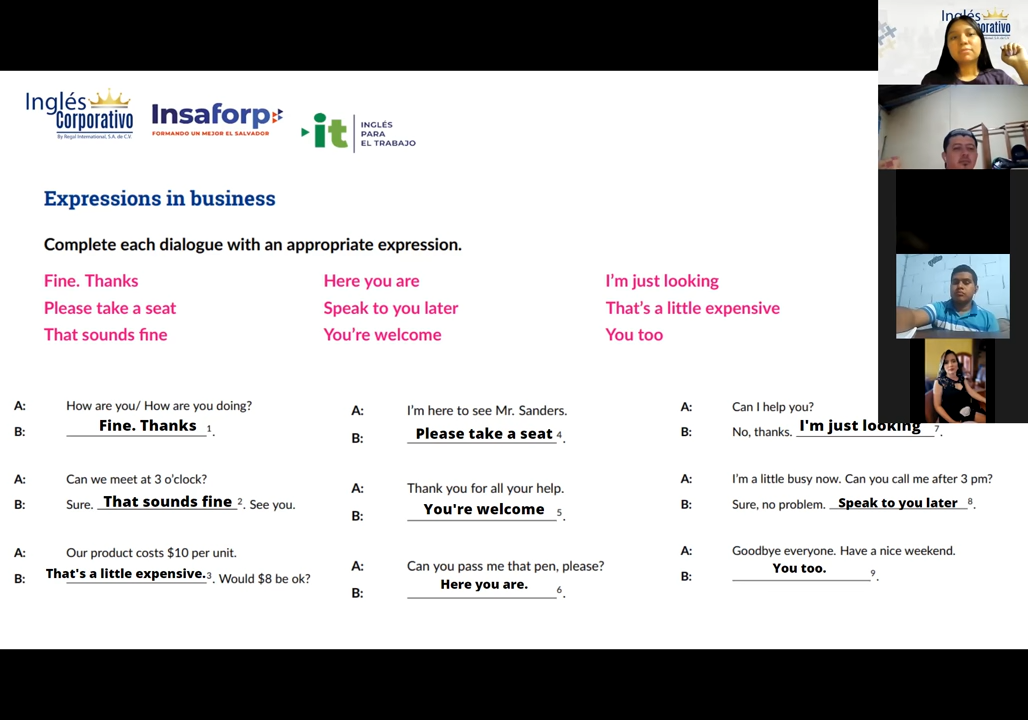 Inglés
Corporativo
By Regal International, S.A. de C.V.
Insaforp
FORMANDO UN MEJOR EL SALVADOR
it
INGLÉS
PARA
EL TRABAJO
Inglés
orativo
Expressions in business
Complete each dialogue with an appropriate expression.
Fine. Thanks Here you are I'm just looking
Please take a seat Speak to you later That's a little expensive
That sounds fine You're welcome You too
A: How are you/ How are you doing?
B: Fine. Thanks 1.
A: Can we meet at 3 o'clock?
B: Sure. That sounds fine 2. See you.
A: Our product costs $10 per unit.
B: That's a little expensive. 3. Would $8 be ok?
A: I'm here to see Mr. Sanders.
B: Please take a seat 4.
A: Thank you for all your help.
B: You're welcome 5.
A: Can you pass me that pen, please?
B: Here you are. 6.
A: Can I help you?
B: No, thanks. I'm just looking 7.
A: I'm a little busy now. Can you call me after 3 pm?
B: Sure, no problem. Speak to you later 8.
A: Goodbye everyone. Have a nice weekend.
B: You too. 9.